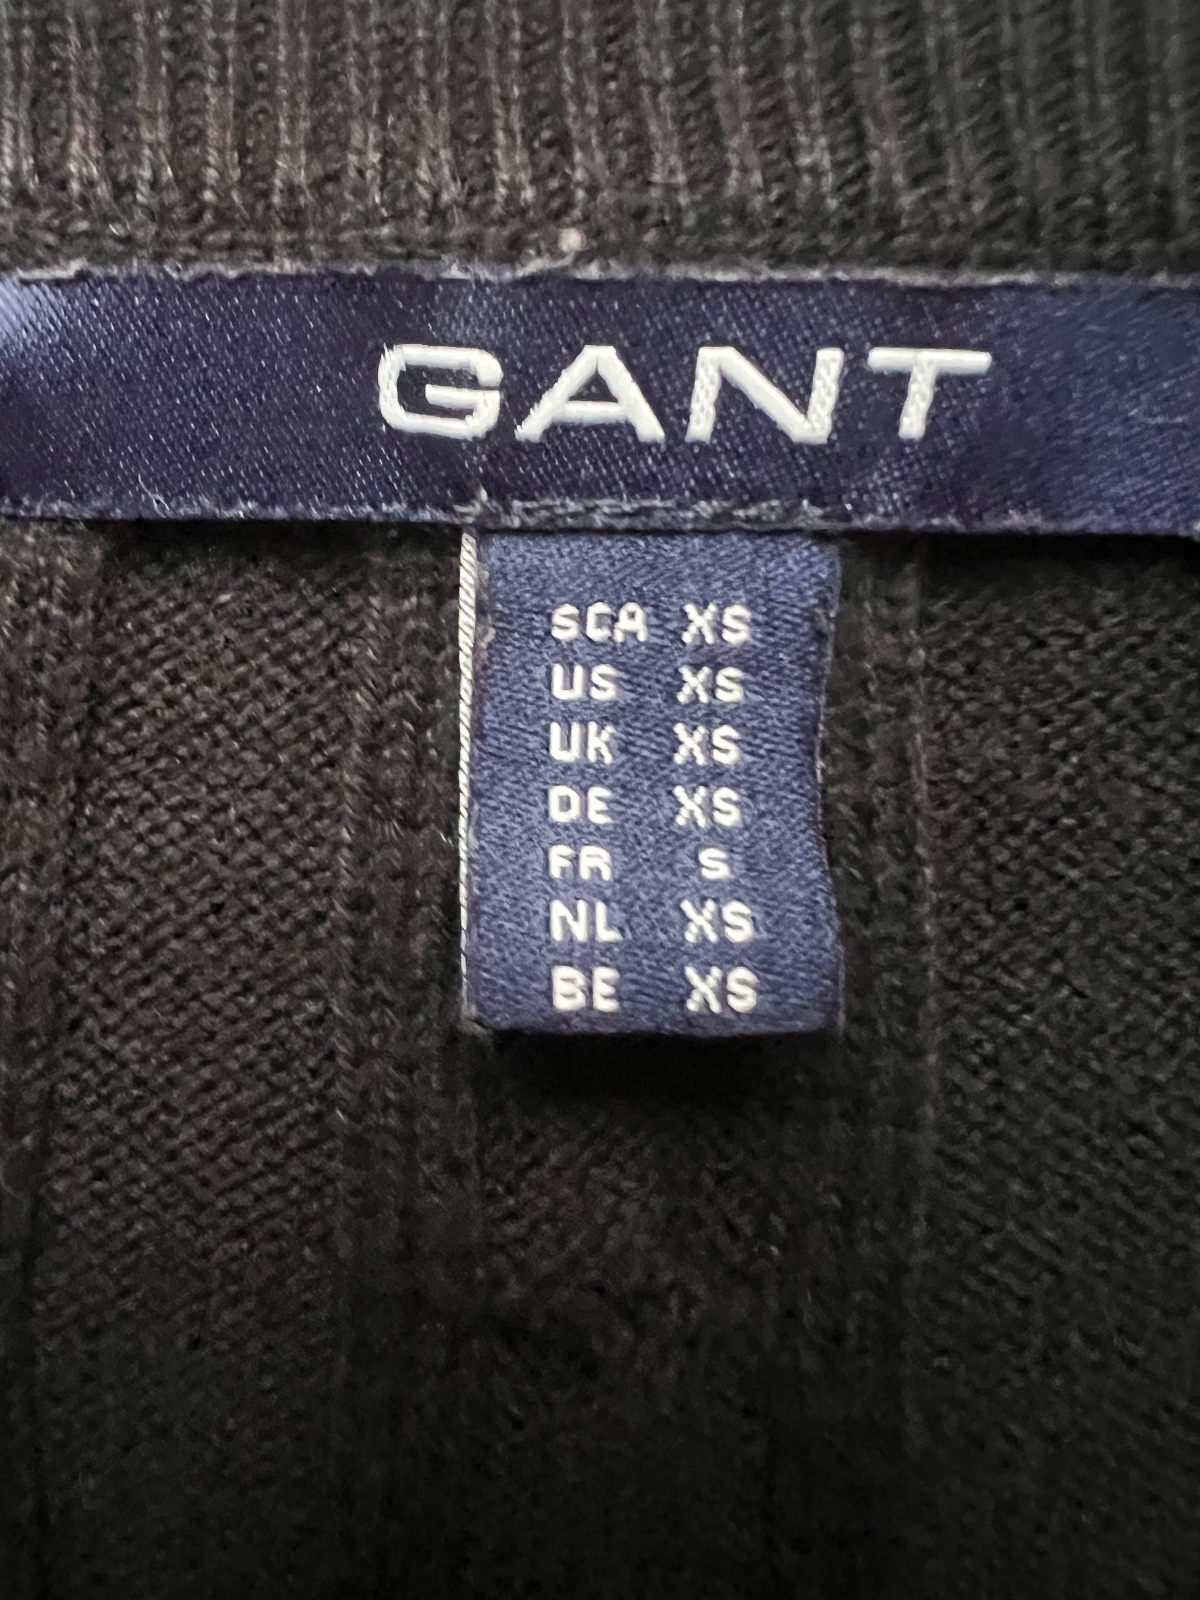 GANT
SCA XS
US XS
UK XS
DE XS
FR S
NL XS
BE XS